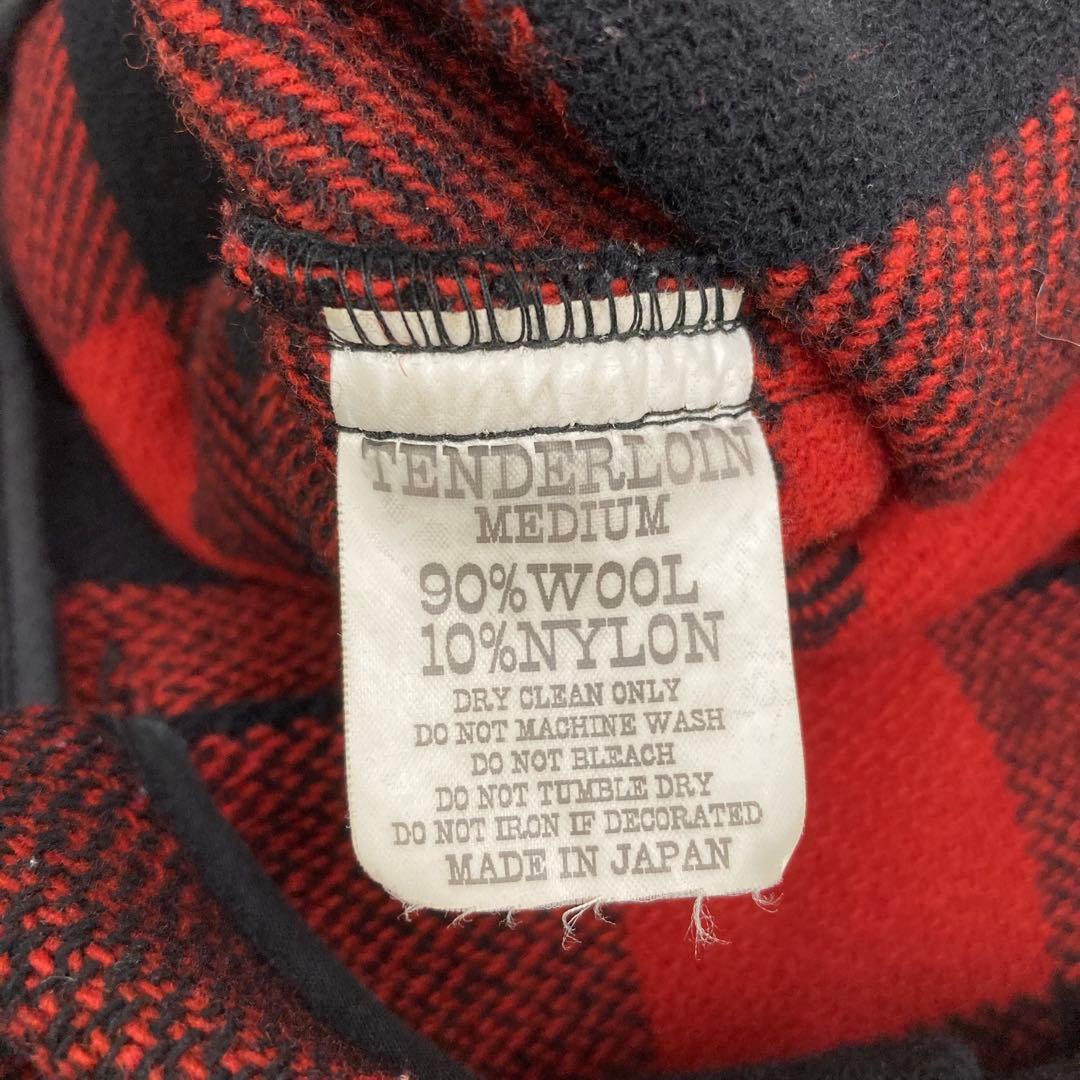 TENDERLOIN
MEDIUM
90%WOOL
10%NYLON
DRY CLEAN ONLY
DO NOT MACHINE WASH
DO NOT BLEACH
DO NOT TUMBLE DRY
DO NOT IRON IF DECORATED
MADE IN JAPAN